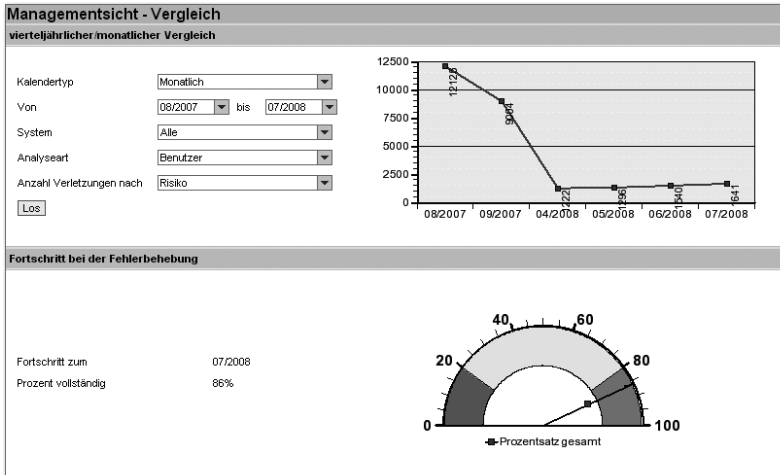 Managementsicht - Vergleich
vierteljährlicher/monatlicher Vergleich
Kalendertyp Monatlich
Von 08/2007 bis 07/2008
System Alle
Analyseart Benutzer
Anzahl Verletzungen nach Risiko
Los
12500
10000
7500
5000
2500
0
12125
9004
1222
1296
1540
1641
08/2007 09/2007 04/2008 05/2008 06/2008 07/2008
Fortschritt bei der Fehlerbehebung
Fortschritt zum 07/2008
Prozent vollständig 86%
0 20 40 60 80 100
Prozentsatz gesamt